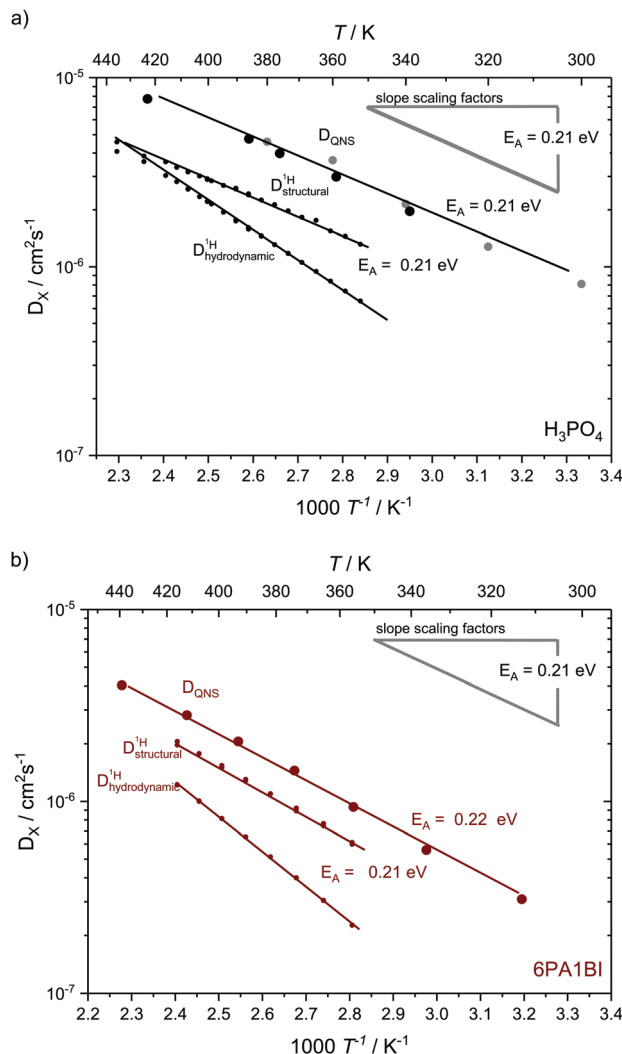 a)
T / K
440 420 400 380 360 340 320 300
10⁻⁵
slope scaling factors
D_QNS
E_A = 0.21 eV
D^1H_structural
E_A = 0.21 eV
D_X / cm²s⁻¹
10⁻⁶
D^1H_hydrodynamic
E_A = 0.21 eV
H₃PO₄
10⁻⁷
2.3 2.4 2.5 2.6 2.7 2.8 2.9 3.0 3.1 3.2 3.3 3.4
1000 T⁻¹ / K⁻¹
b)
T / K
440 420 400 380 360 340 320 300
10⁻⁵
slope scaling factors
E_A = 0.21 eV
D_QNS
D^1H_structural
D^1H_hydrodynamic
D_X / cm²s⁻¹
10⁻⁶
E_A = 0.22 eV
E_A = 0.21 eV
6PA1BI
10⁻⁷
2.2 2.3 2.4 2.5 2.6 2.7 2.8 2.9 3.0 3.1 3.2 3.3 3.4
1000 T⁻¹ / K⁻¹